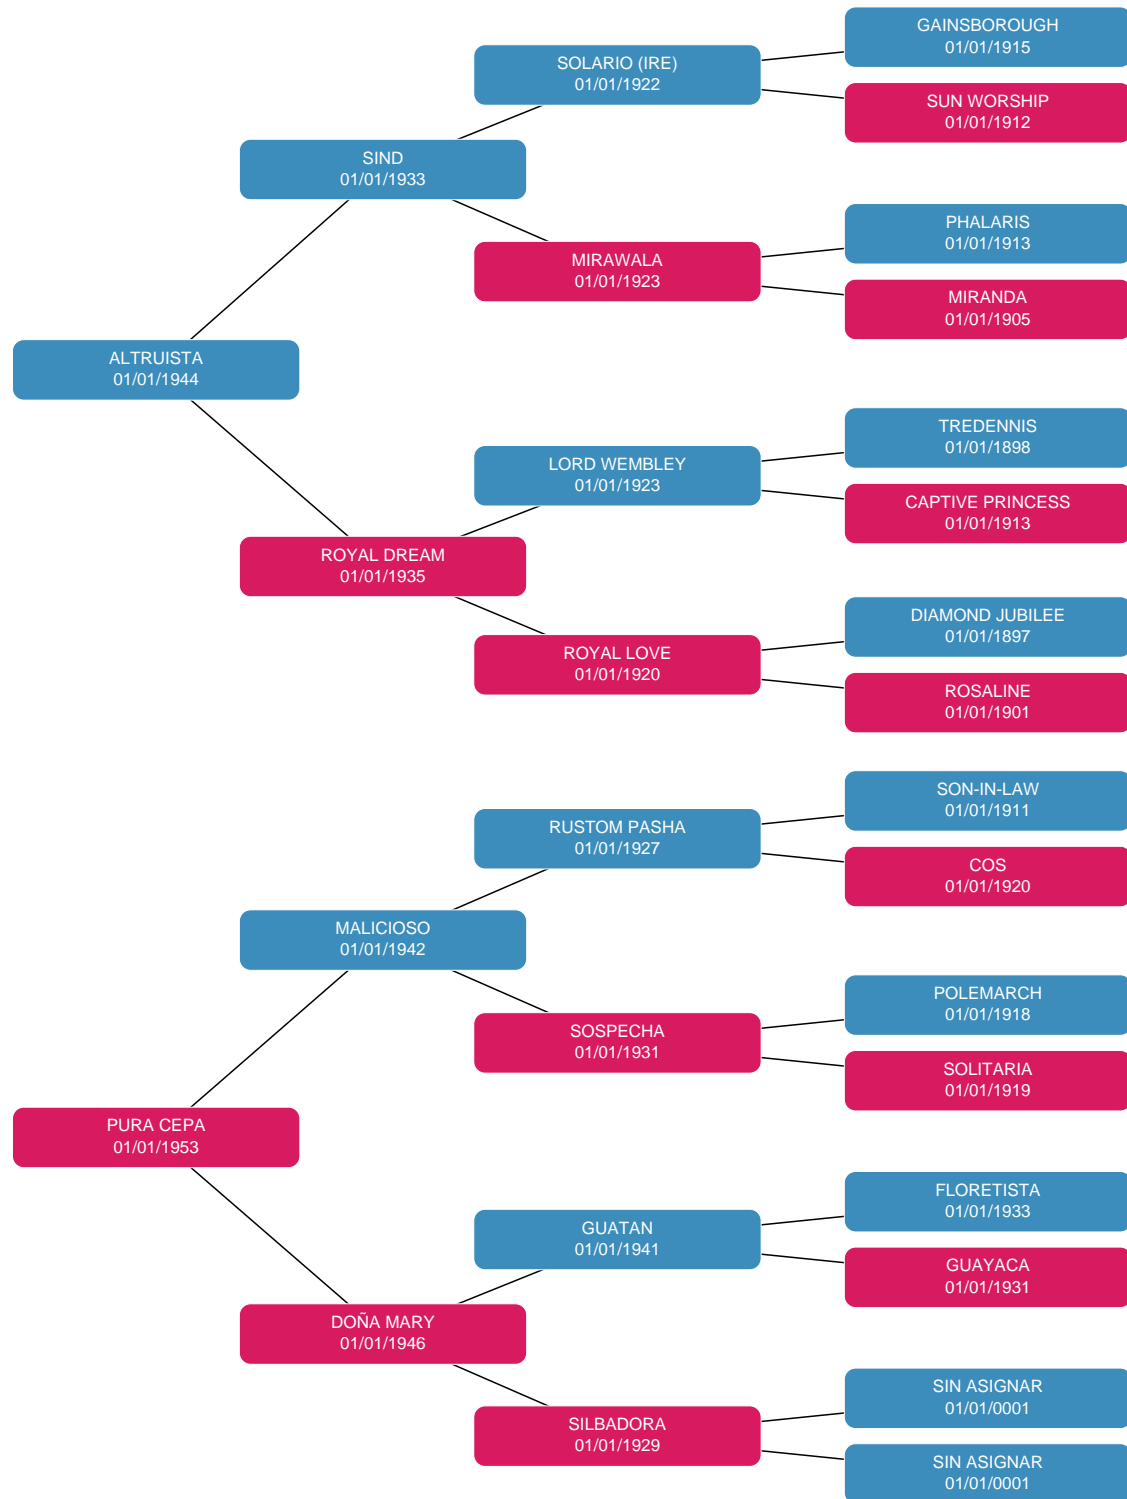 GAINSBOROUGH
01/01/1915
SOLARIO (IRE)
01/01/1922
SUN WORSHIP
01/01/1912
SIND
01/01/1933
PHALARIS
01/01/1913
MIRAWALA
01/01/1923
MIRANDA
01/01/1905
ALTRUISTA
01/01/1944
TREDENNIS
01/01/1898
LORD WEMBLEY
01/01/1923
CAPTIVE PRINCESS
01/01/1913
ROYAL DREAM
01/01/1935
DIAMOND JUBILEE
01/01/1897
ROYAL LOVE
01/01/1920
ROSALINE
01/01/1901
SON-IN-LAW
01/01/1911
RUSTOM PASHA
01/01/1927
COS
01/01/1920
MALICIOSO
01/01/1942
POLEMARCH
01/01/1918
SOSPECHA
01/01/1931
SOLITARIA
01/01/1919
PURA CEPA
01/01/1953
FLORETISTA
01/01/1933
GUATAN
01/01/1941
GUAYACA
01/01/1931
DOÑA MARY
01/01/1946
SIN ASIGNAR
01/01/0001
SILBADORA
01/01/1929
SIN ASIGNAR
01/01/0001